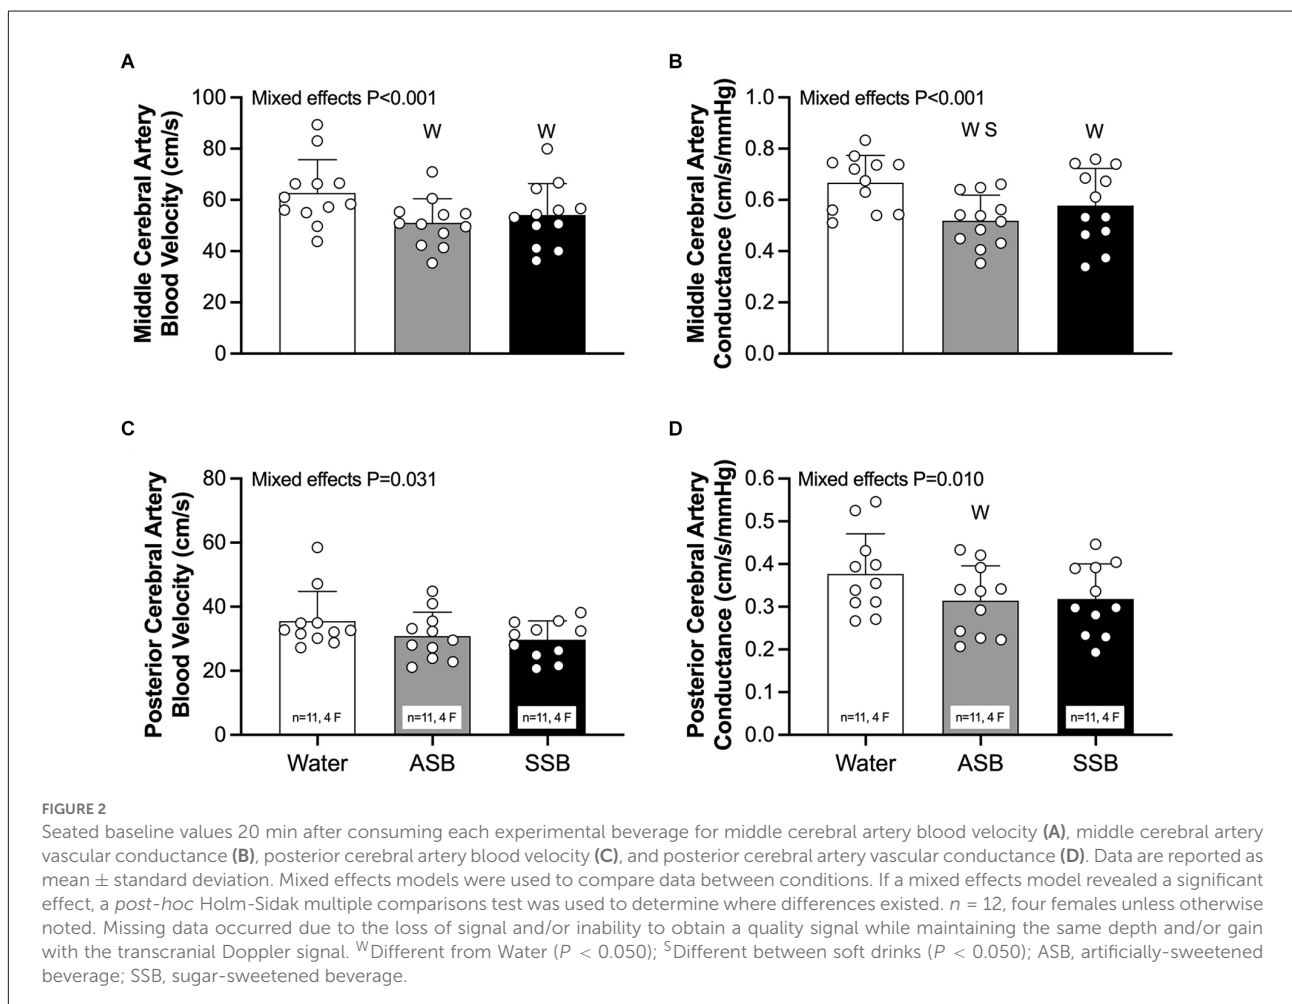 A
Mixed effects P<0.001
Middle Cerebral Artery
Blood Velocity (cm/s)
100
80
60
40
20
0
W
W
B
Mixed effects P<0.001
Middle Cerebral Artery
Conductance (cm/s/mmHg)
1.0
0.8
0.6
0.4
0.2
0.0
W S
W
C
Mixed effects P=0.031
Posterior Cerebral Artery
Blood Velocity (cm/s)
80
60
40
20
0
n=11, 4 F
n=11, 4 F
n=11, 4 F
Water
ASB
SSB
D
Mixed effects P=0.010
Posterior Cerebral Artery
Conductance (cm/s/mmHg)
0.6
0.5
0.4
0.3
0.2
0.1
0.0
W
n=11, 4 F
n=11, 4 F
n=11, 4 F
Water
ASB
SSB
FIGURE 2
Seated baseline values 20 min after consuming each experimental beverage for middle cerebral artery blood velocity (A), middle cerebral artery
vascular conductance (B), posterior cerebral artery blood velocity (C), and posterior cerebral artery vascular conductance (D). Data are reported as
mean ± standard deviation. Mixed effects models were used to compare data between conditions. If a mixed effects model revealed a significant
effect, a post-hoc Holm-Sidak multiple comparisons test was used to determine where differences existed. n = 12, four females unless otherwise
noted. Missing data occurred due to the loss of signal and/or inability to obtain a quality signal while maintaining the same depth and/or gain
with the transcranial Doppler signal. W Different from Water (P < 0.050); S Different between soft drinks (P < 0.050); ASB, artificially-sweetened
beverage; SSB, sugar-sweetened beverage.